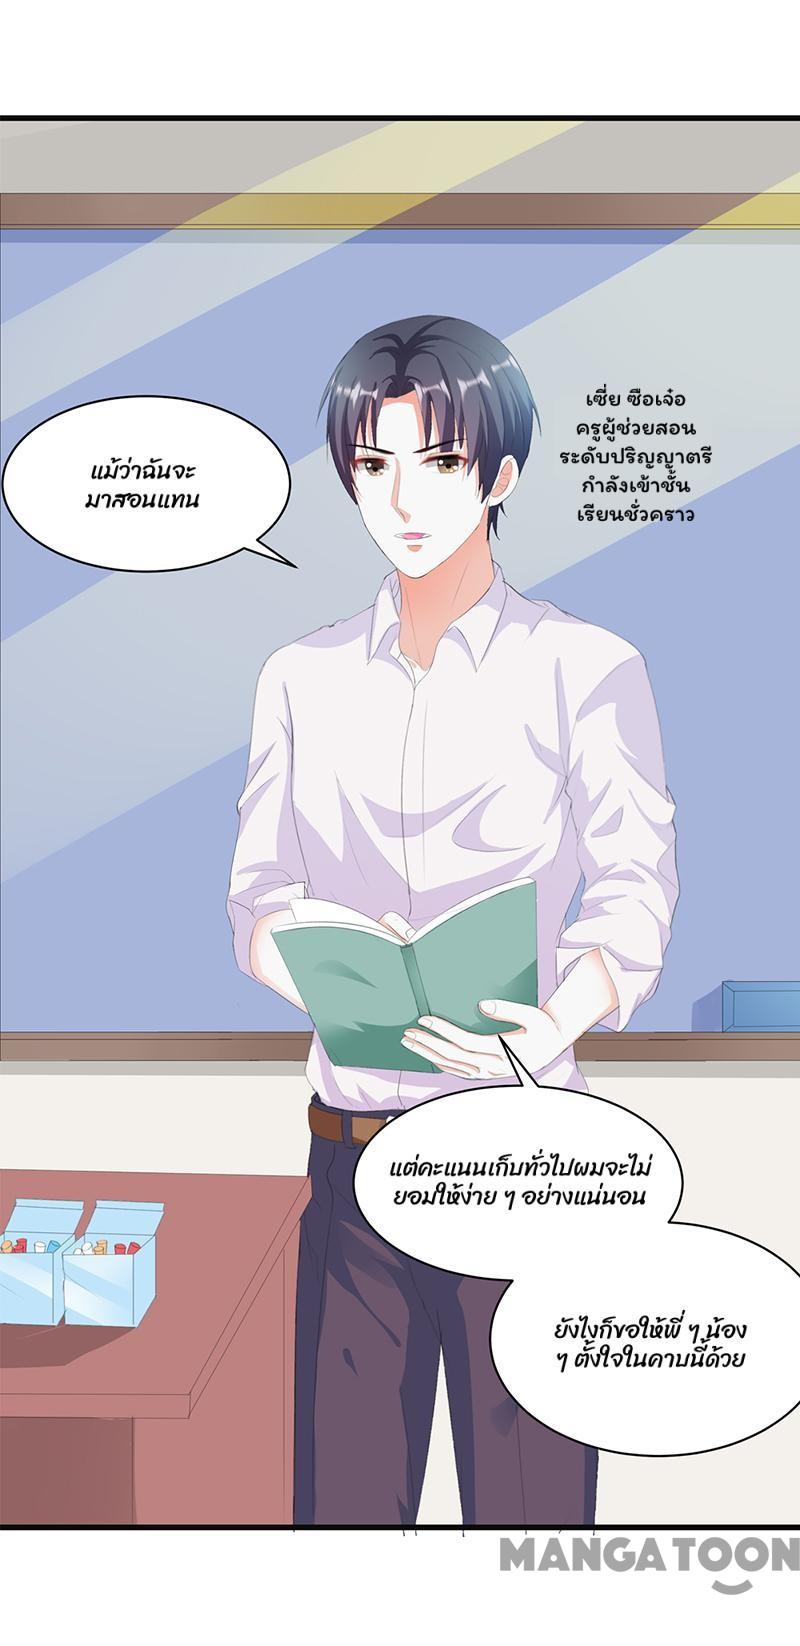 เซี่ย ซือเจ๋อ
ครูผู้ช่วยสอน
ระดับปริญญาตรี
กำลังเข้าชั้น
เรียนชั่วคราว
แม้ว่าฉันจะ
มาสอนแทน
แต่คะแนนเก็บทั่วไปผมจะไม่
ยอมให้ง่าย ๆ อย่างแน่นอน
ยังไงก็ขอให้พี่ ๆ น้อง
ๆ ตั้งใจในคาบนี้ด้วย
MANGATOON